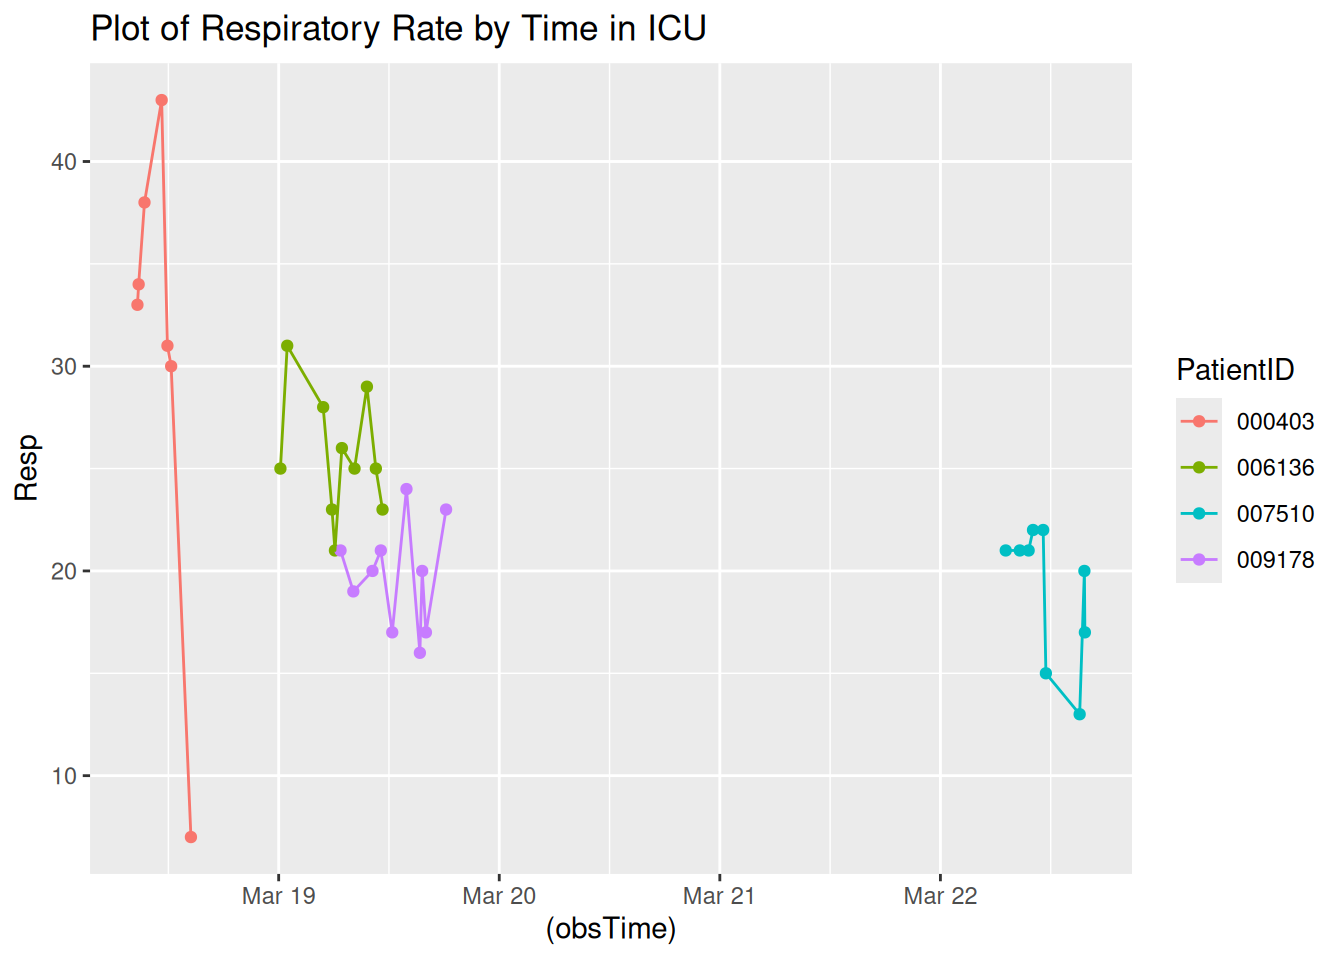 Plot of Respiratory Rate by Time in ICU
40
30
20
10
Resp
Mar 19 Mar 20 Mar 21 Mar 22
(obsTime)
PatientID
000403
006136
007510
009178